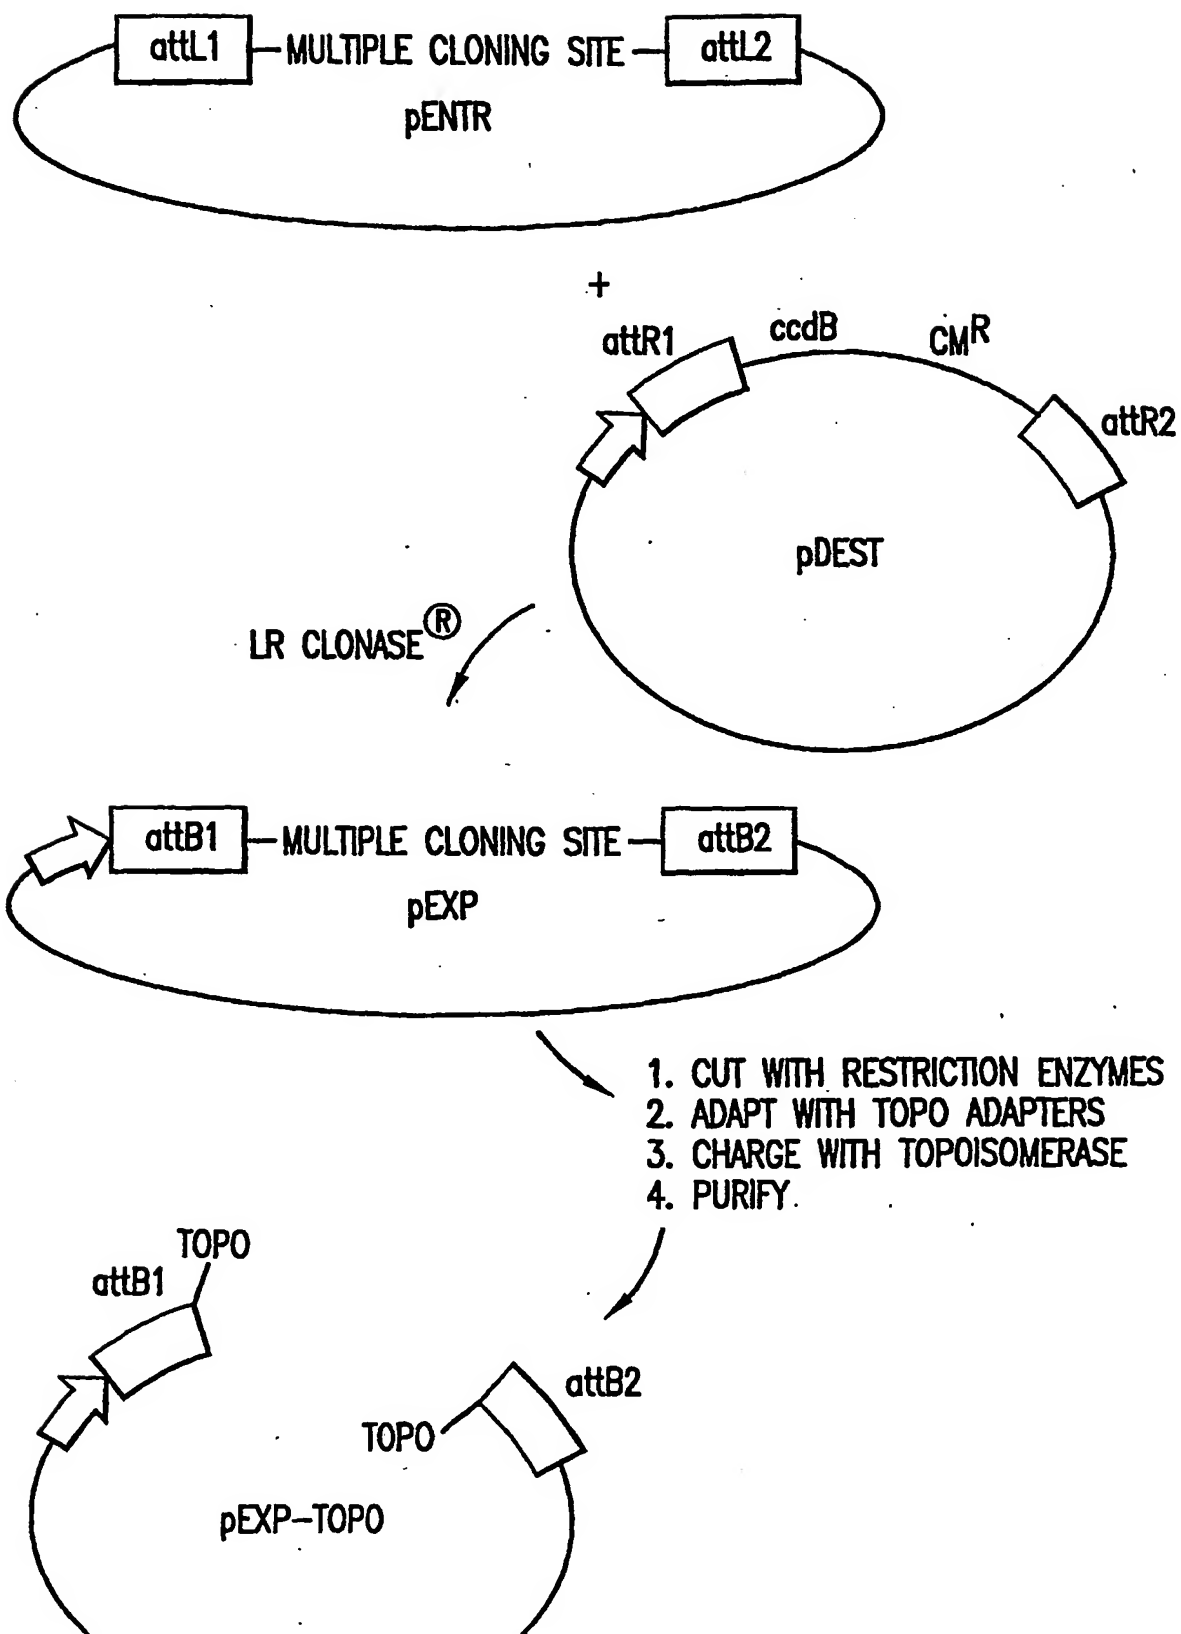 attL1 — MULTIPLE CLONING SITE — attL2
pENTR
+
attR1
ccdB
CMR
attR2
pDEST
LR CLONASE®
attB1 — MULTIPLE CLONING SITE — attB2
pEXP
1. CUT WITH RESTRICTION ENZYMES
2. ADAPT WITH TOPO ADAPTERS
3. CHARGE WITH TOPOISOMERASE
4. PURIFY
TOPO
attB1
attB2
TOPO
pEXP-TOPO